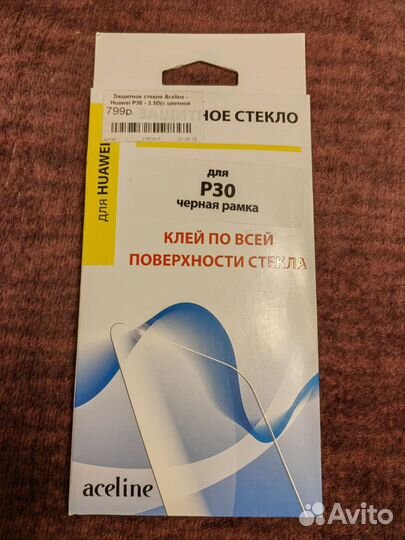 Защитное стекло Aceline -
Huawei P30 - 2.5D(с цветной
799р.
НОЕ СТЕКЛО
для HUAWEI
для
P30
черная рамка
КЛЕЙ ПО ВСЕЙ
ПОВЕРХНОСТИ СТЕКЛА
aceline
Avito